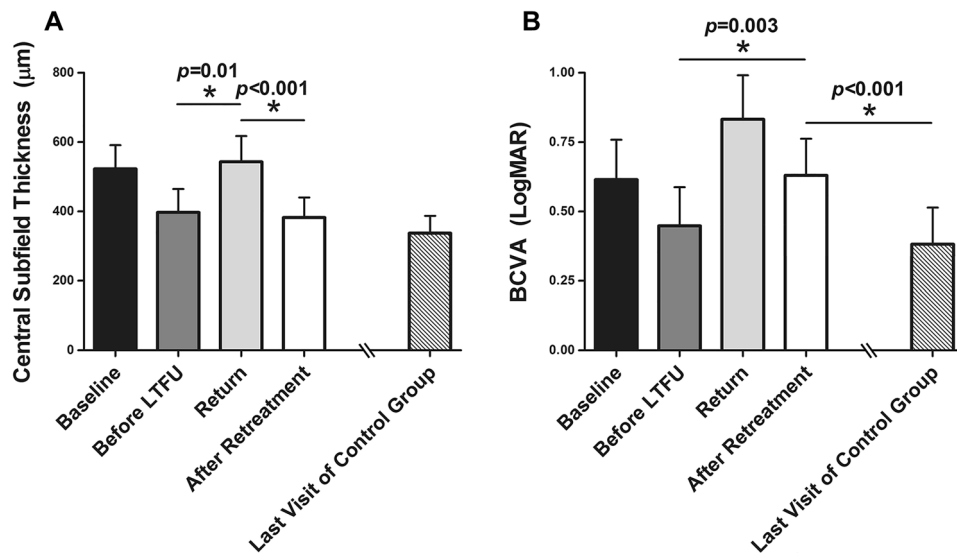 A
p=0.01
*
p<0.001
*
Central Subfield Thickness (μm)
800
600
400
200
0
Baseline
Before LTFU
Return
After Retreatment
Last Visit of Control Group
B
p=0.003
*
p<0.001
*
BCVA (LogMAR)
1.00
0.75
0.50
0.25
0.00
Baseline
Before LTFU
Return
After Retreatment
Last Visit of Control Group